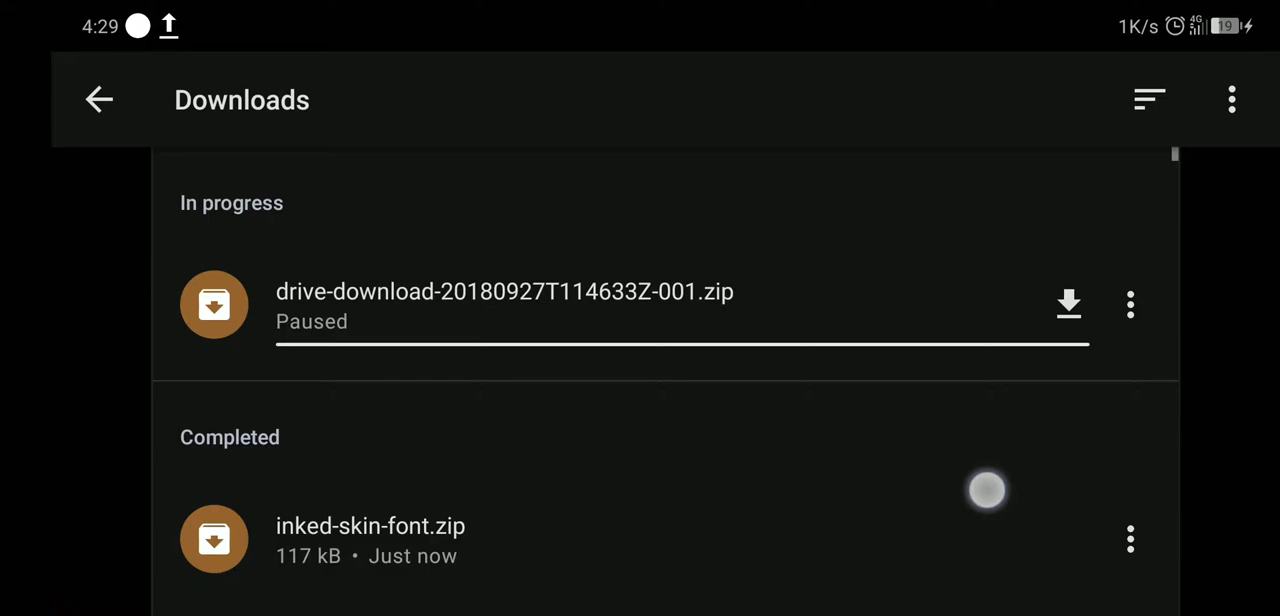 4:29
1K/s 4G 19
Downloads
In progress
drive-download-20180927T114633Z-001.zip
Paused
Completed
inked-skin-font.zip
117 kB • Just now